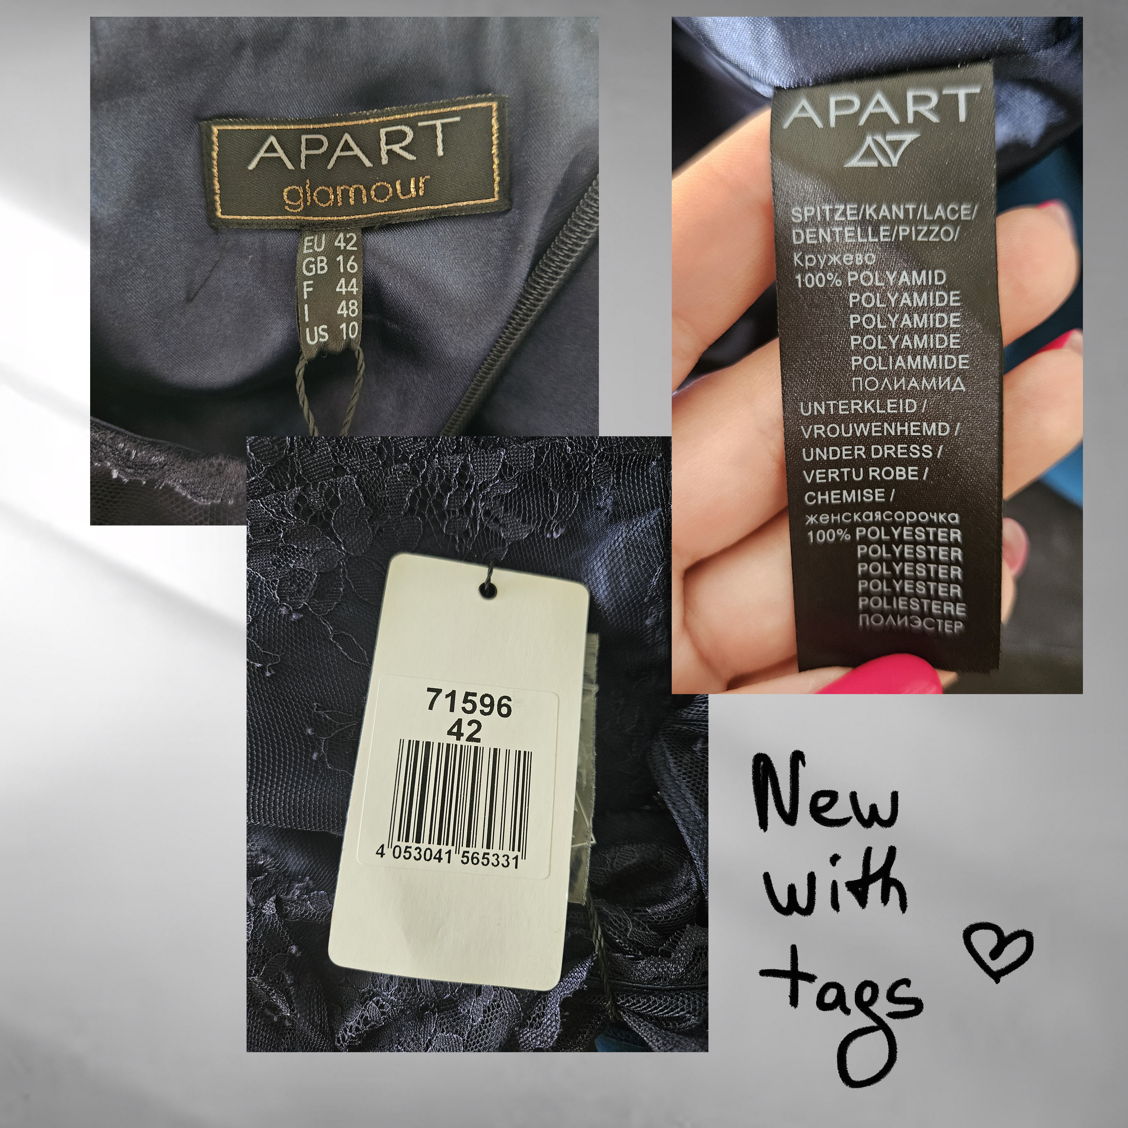 APART
glamour
EU 42
GB 16
F 44
I 48
US 10
APART
SPITZE/KANT/LACE/
DENTELLE/PIZZO/
Кружево
100% POLYAMID
POLYAMIDE
POLYAMIDE
POLYAMIDE
POLIAMMIDE
ПОЛИАМИД
UNTERKLEID /
VROUWENHEMD /
UNDER DRESS /
VERTU ROBE /
CHEMISE /
женскаясорочка
100% POLYESTER
POLYESTER
POLYESTER
POLYESTER
POLIESTERE
ПОЛИЭСТЕР
71596
42
4 053041 565331
New
with
tags